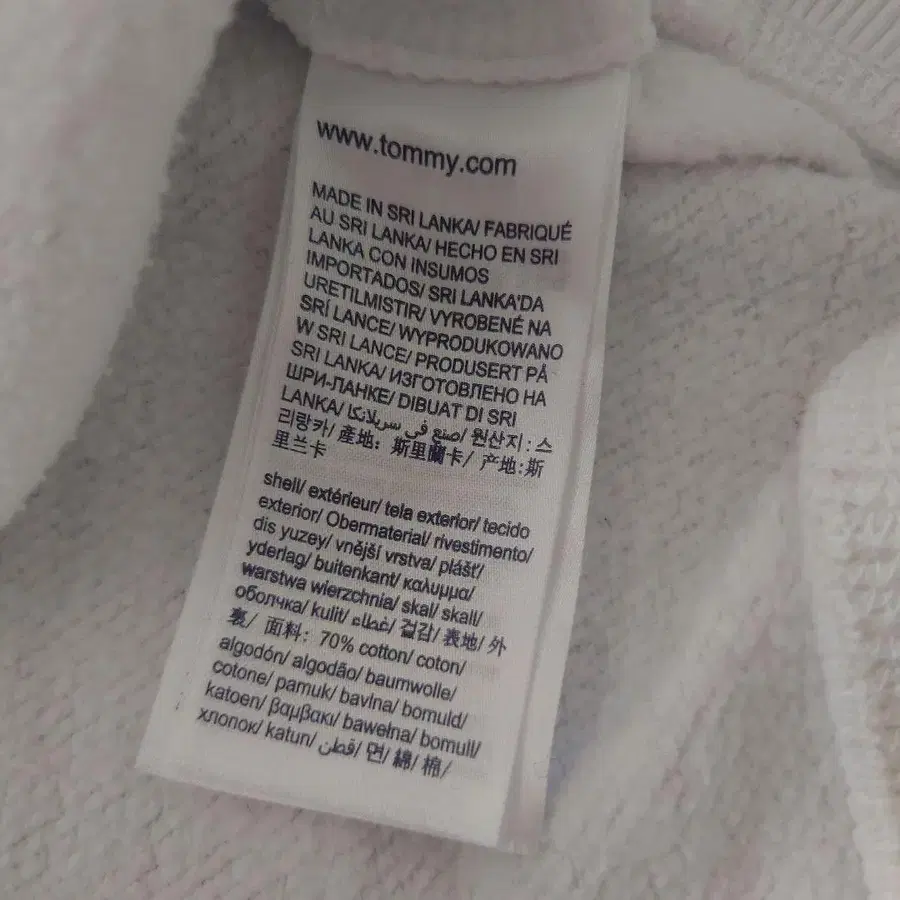 www.tommy.com
MADE IN SRI LANKA/ FABRIQUÉ
AU SRI LANKA/ HECHO EN SRI
LANKA CON INSUMOS
IMPORTADOS/ SRI LANKA'DA
URETILMISTIR/ VYROBENÉ NA
SRÍ LANCE/ WYPRODUKOWANO
W SRI LANCE/ PRODUSERT PÅ
SRI LANKA/ ИЗГОТОВЛЕНО НА
ШРИ-ЛАНКЕ/ DIBUAT DI SRI
LANKA/ صنع في سريلانكا/ 원산지: 스
리랑카/ 產地: 斯里蘭卡/ 产地:斯
里兰卡
shell/ extérieur/ tela exterior/ tecido
exterior/ Obermaterial/ rivestimento/
dis yuzey/ vnější vrstva/ plášť/
yderlag/ buitenkant/ καλυμμα/
warstwa wierzchnia/ skal/ skall/
оболчка/ kulit/ غطاء/ 겉감/ 表地/ 外
裏/ 面料: 70% cotton/ coton/
algodón/ algodão/ baumwolle/
cotone/ pamuk/ bavlna/ bomuld/
katoen/ βαμβακι/ bawełna/ bomull/
хлопок/ katun/ قطن/ 면/ 綿/ 棉/